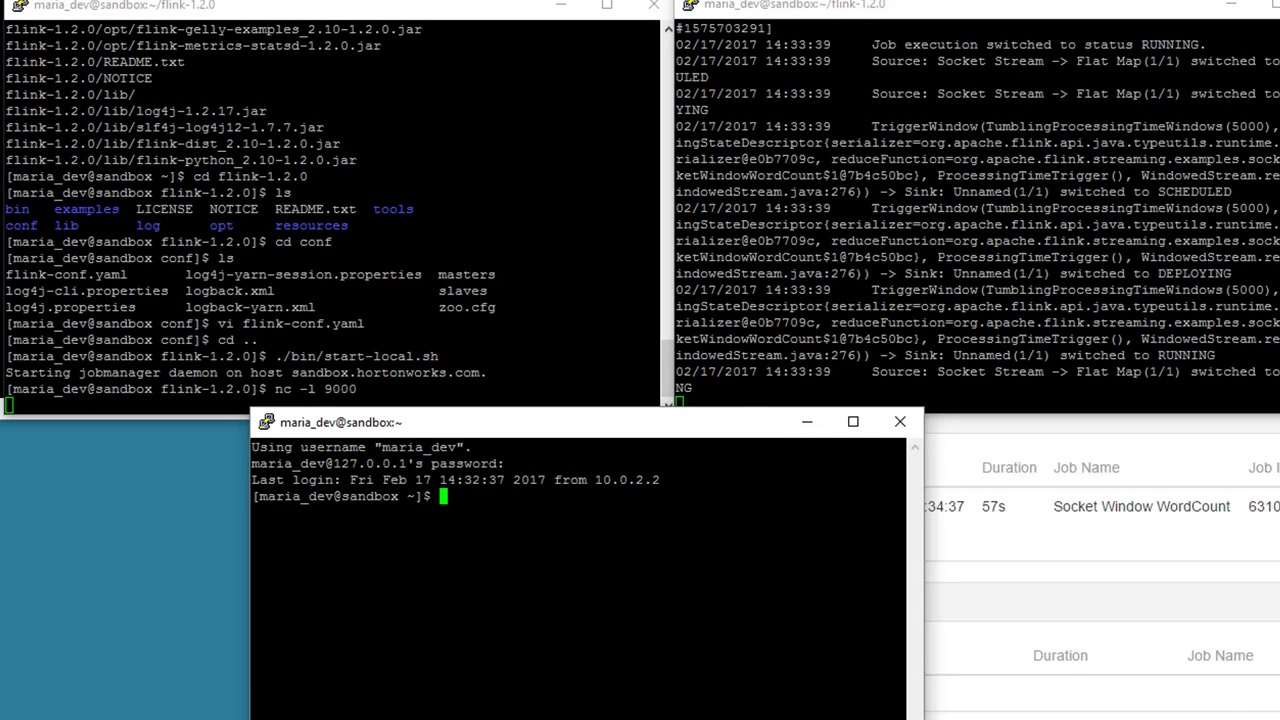 maria_dev@sandbox:~/flink-1.2.0
flink-1.2.0/opt/flink-gelly-examples_2.10-1.2.0.jar
flink-1.2.0/opt/flink-metrics-statsd-1.2.0.jar
flink-1.2.0/README.txt
flink-1.2.0/NOTICE
flink-1.2.0/lib/
flink-1.2.0/lib/log4j-1.2.17.jar
flink-1.2.0/lib/slf4j-log4j12-1.7.7.jar
flink-1.2.0/lib/flink-dist_2.10-1.2.0.jar
flink-1.2.0/lib/flink-python_2.10-1.2.0.jar
[maria_dev@sandbox ~]$ cd flink-1.2.0
[maria_dev@sandbox flink-1.2.0]$ ls
bin examples LICENSE NOTICE README.txt tools
conf lib log opt resources
[maria_dev@sandbox flink-1.2.0]$ cd conf
[maria_dev@sandbox conf]$ ls
flink-conf.yaml log4j-yarn-session.properties masters
log4j-cli.properties logback.xml slaves
log4j.properties logback-yarn.xml zoo.cfg
[maria_dev@sandbox conf]$ vi flink-conf.yaml
[maria_dev@sandbox conf]$ cd ..
[maria_dev@sandbox flink-1.2.0]$ ./bin/start-local.sh
Starting jobmanager daemon on host sandbox.hortonworks.com.
[maria_dev@sandbox flink-1.2.0]$ nc -l 9000
maria_dev@sandbox:~/flink-1.2.0
#1575703291]
02/17/2017 14:33:39 Job execution switched to status RUNNING.
02/17/2017 14:33:39 Source: Socket Stream -> Flat Map(1/1) switched to
ULED
02/17/2017 14:33:39 Source: Socket Stream -> Flat Map(1/1) switched to
YING
02/17/2017 14:33:39 TriggerWindow(TumblingProcessingTimeWindows(5000),
ingStateDescriptor{serializer=org.apache.flink.api.java.typeutils.runtime.
rializer@e0b7709c, reduceFunction=org.apache.flink.streaming.examples.soc
ketWindowWordCount$1@7b4c50bc}, ProcessingTimeTrigger(), WindowedStream.re
indowedStream.java:276)) -> Sink: Unnamed(1/1) switched to SCHEDULED
02/17/2017 14:33:39 TriggerWindow(TumblingProcessingTimeWindows(5000),
ingStateDescriptor{serializer=org.apache.flink.api.java.typeutils.runtime.
rializer@e0b7709c, reduceFunction=org.apache.flink.streaming.examples.soc
ketWindowWordCount$1@7b4c50bc}, ProcessingTimeTrigger(), WindowedStream.re
indowedStream.java:276)) -> Sink: Unnamed(1/1) switched to DEPLOYING
02/17/2017 14:33:39 TriggerWindow(TumblingProcessingTimeWindows(5000),
ingStateDescriptor{serializer=org.apache.flink.api.java.typeutils.runtime.
rializer@e0b7709c, reduceFunction=org.apache.flink.streaming.examples.soc
ketWindowWordCount$1@7b4c50bc}, ProcessingTimeTrigger(), WindowedStream.re
indowedStream.java:276)) -> Sink: Unnamed(1/1) switched to RUNNING
02/17/2017 14:33:39 Source: Socket Stream -> Flat Map(1/1) switched to
NG
maria_dev@sandbox:~
Using username "maria_dev".
maria_dev@127.0.0.1's password:
Last login: Fri Feb 17 14:32:37 2017 from 10.0.2.2
[maria_dev@sandbox ~]$
Duration Job Name Job I
:34:37 57s Socket Window WordCount 6310
Duration Job Name